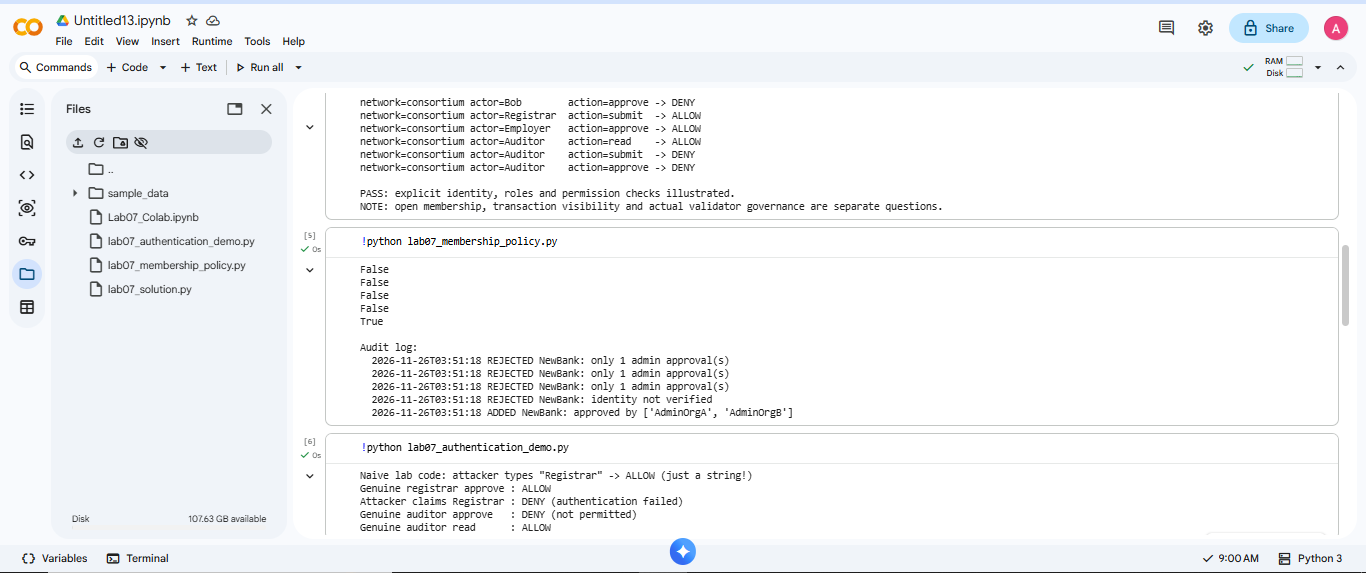 Untitled13.ipynb
File Edit View Insert Runtime Tools Help
Share
A
Commands + Code + Text Run all
RAM
Disk
Files
..
sample_data
Lab07_Colab.ipynb
lab07_authentication_demo.py
lab07_membership_policy.py
lab07_solution.py
Disk 107.63 GB available
network=consortium actor=Bob        action=approve -> DENY
network=consortium actor=Registrar  action=submit  -> ALLOW
network=consortium actor=Employer   action=approve -> ALLOW
network=consortium actor=Auditor    action=read    -> ALLOW
network=consortium actor=Auditor    action=submit  -> DENY
network=consortium actor=Auditor    action=approve -> DENY
PASS: explicit identity, roles and permission checks illustrated.
NOTE: open membership, transaction visibility and actual validator governance are separate questions.
[5]
0s
!python lab07_membership_policy.py
False
False
False
False
True
Audit log:
2026-11-26T03:51:18 REJECTED NewBank: only 1 admin approval(s)
2026-11-26T03:51:18 REJECTED NewBank: only 1 admin approval(s)
2026-11-26T03:51:18 REJECTED NewBank: only 1 admin approval(s)
2026-11-26T03:51:18 REJECTED NewBank: identity not verified
2026-11-26T03:51:18 ADDED NewBank: approved by ['AdminOrgA', 'AdminOrgB']
[6]
0s
!python lab07_authentication_demo.py
Naive lab code: attacker types "Registrar" -> ALLOW (just a string!)
Genuine registrar approve : ALLOW
Attacker claims Registrar : DENY (authentication failed)
Genuine auditor approve   : DENY (not permitted)
Genuine auditor read      : ALLOW
Variables Terminal
9:00 AM Python 3